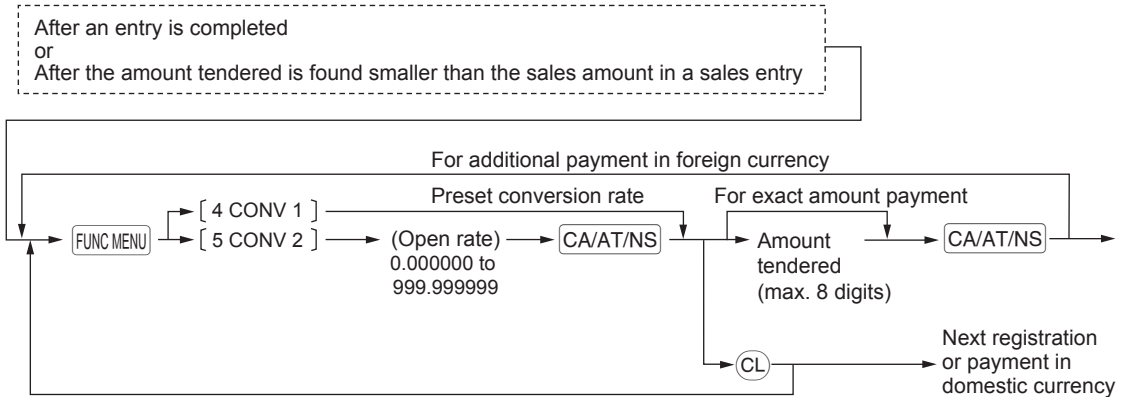 After an entry is completed
or
After the amount tendered is found smaller than the sales amount in a sales entry
For additional payment in foreign currency
Preset conversion rate
For exact amount payment
FUNC MENU
[ 4 CONV 1 ]
[ 5 CONV 2 ]
(Open rate)
0.000000 to
999.999999
CA/AT/NS
Amount
tendered
(max. 8 digits)
CA/AT/NS
CL
Next registration
or payment in
domestic currency